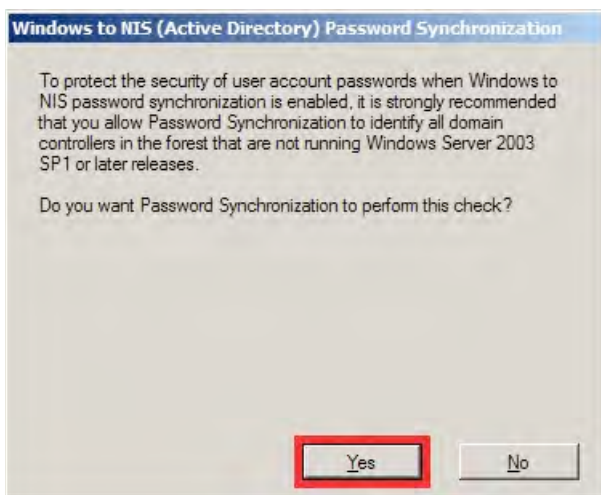 Windows to NIS (Active Directory) Password Synchronization
To protect the security of user account passwords when Windows to
NIS password synchronization is enabled, it is strongly recommended
that you allow Password Synchronization to identify all domain
controllers in the forest that are not running Windows Server 2003
SP1 or later releases.
Do you want Password Synchronization to perform this check?
Yes
No